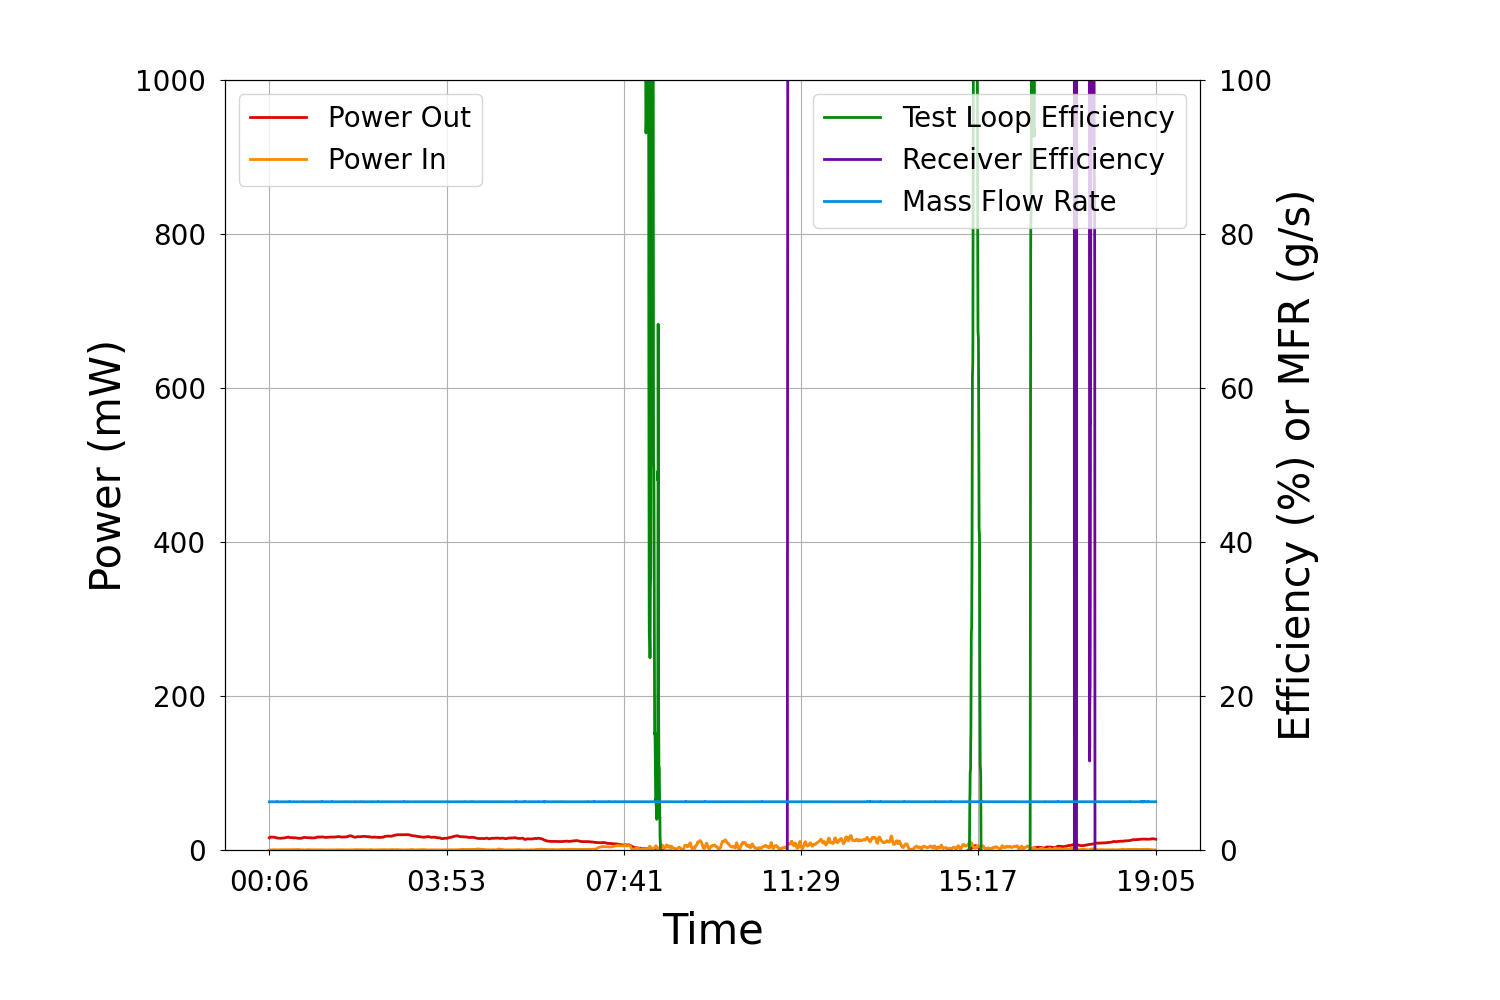 Power Out
Power In
Test Loop Efficiency
Receiver Efficiency
Mass Flow Rate
1000
800
600
400
200
0
100
80
60
40
20
0
00:06
03:53
07:41
11:29
15:17
19:05
Time
Power (mW)
Efficiency (%) or MFR (g/s)